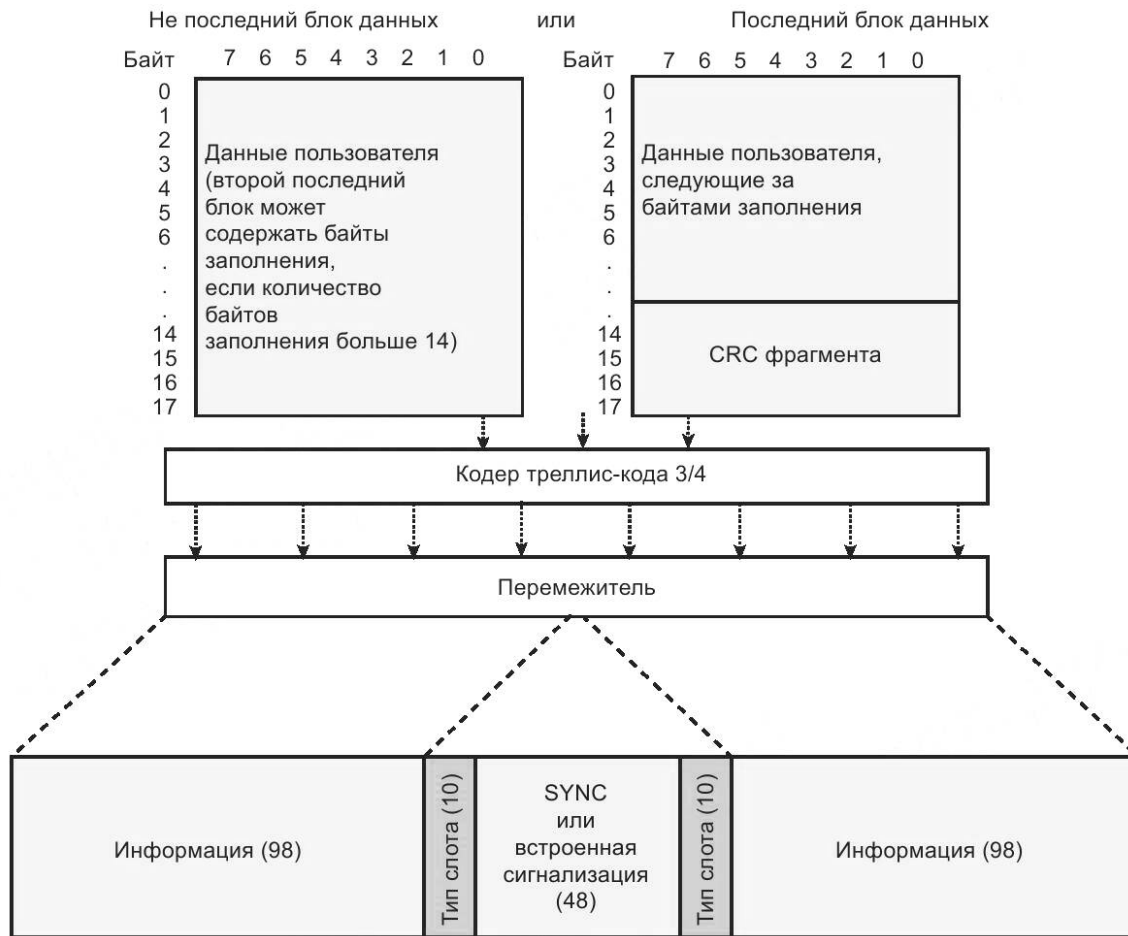 Не последний блок данных или Последний блок данных
Байт 7 6 5 4 3 2 1 0 Байт 7 6 5 4 3 2 1 0
0
1
2
3
4
5
6
.
.
.
14
15
16
17
Данные пользователя
(второй последний
блок может
содержать байты
заполнения,
если количество
байтов
заполнения больше 14)
0
1
2
3
4
5
6
.
.
.
14
15
16
17
Данные пользователя,
следующие за
байтами заполнения
CRC фрагмента
Кодер треллис-кода 3/4
Перемежитель
Информация (98)
Тип слота (10)
SYNC
или
встроенная
сигнализация
(48)
Тип слота (10)
Информация (98)